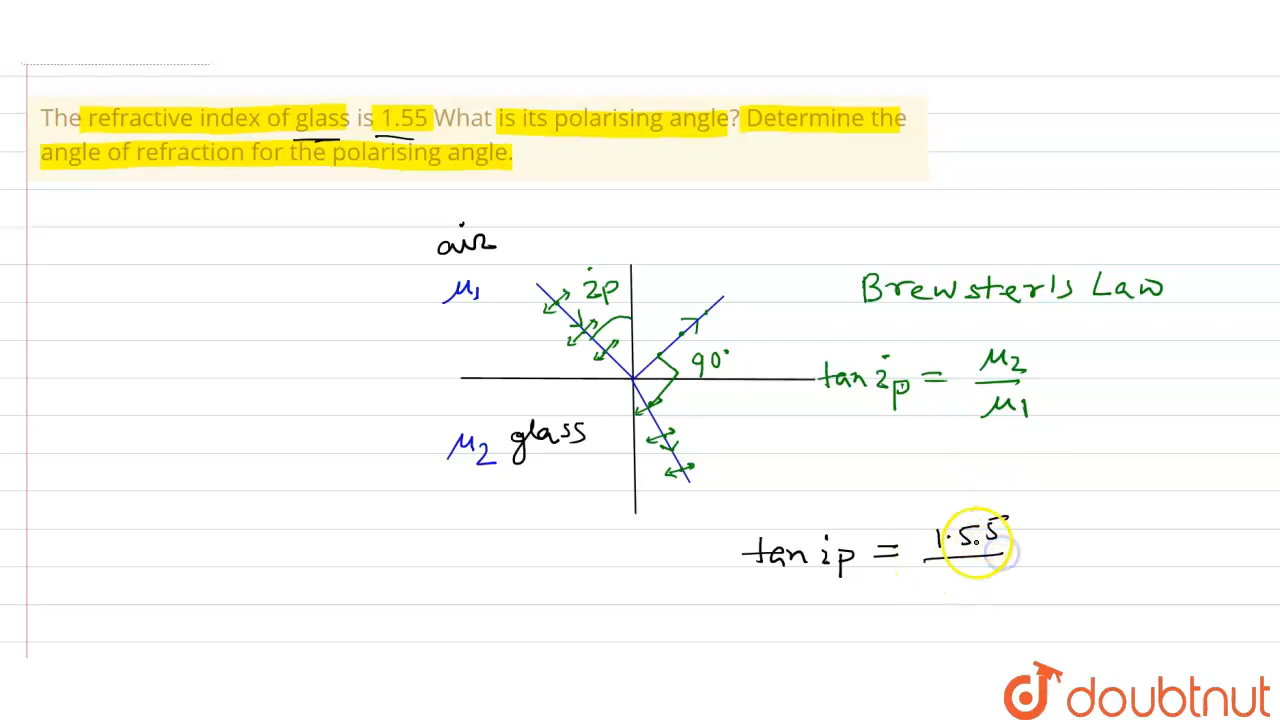 The refractive index of glass is 1.55 What is its polarising angle? Determine the
angle of refraction for the polarising angle.
air
μ1
ip
Brewster's Law
90°
tan ip = μ2
μ1
μ2 glass
tan ip = 1.55
doubtnut